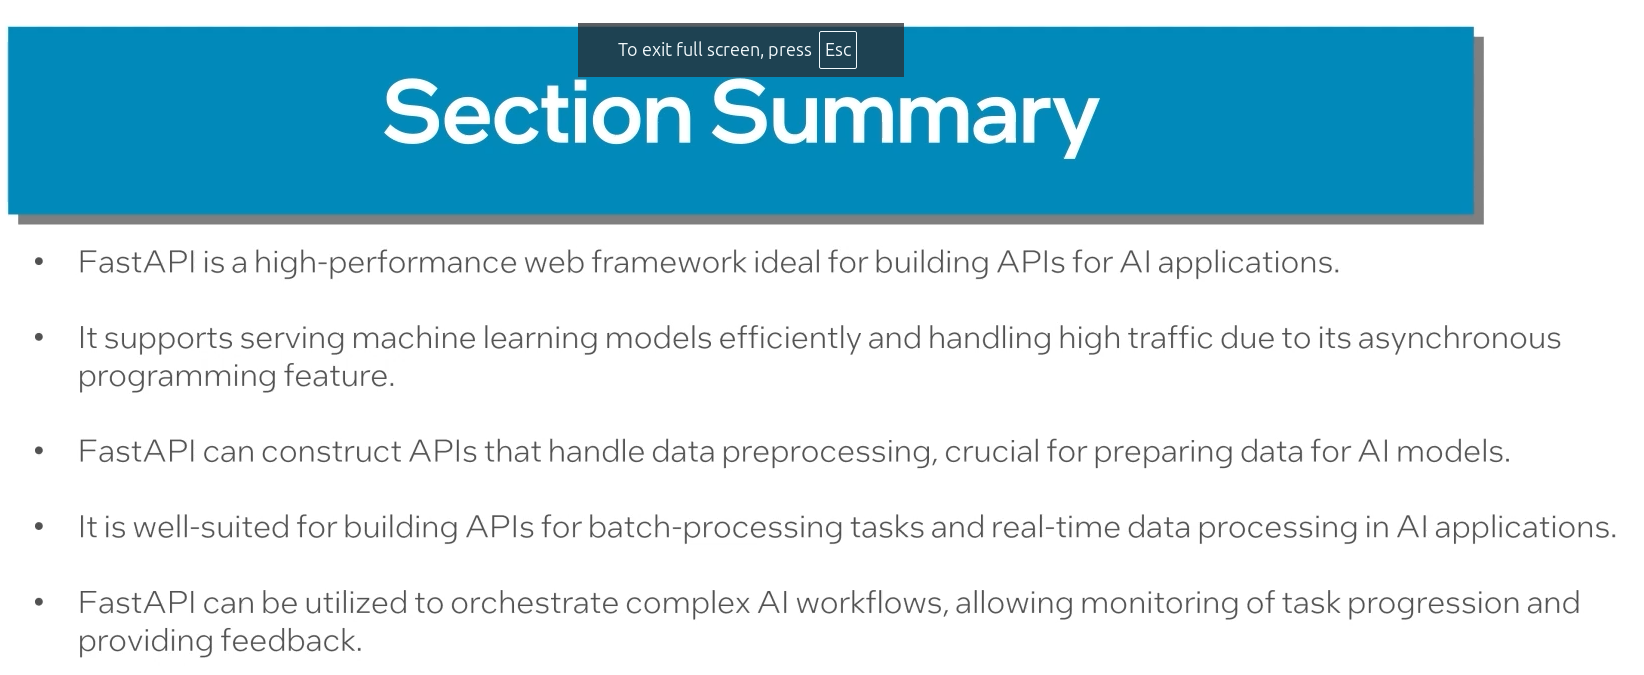 To exit full screen, press Esc
Section Summary
• FastAPI is a high-performance web framework ideal for building APIs for AI applications.
• It supports serving machine learning models efficiently and handling high traffic due to its asynchronous
programming feature.
• FastAPI can construct APIs that handle data preprocessing, crucial for preparing data for AI models.
• It is well-suited for building APIs for batch-processing tasks and real-time data processing in AI applications.
• FastAPI can be utilized to orchestrate complex AI workflows, allowing monitoring of task progression and
providing feedback.